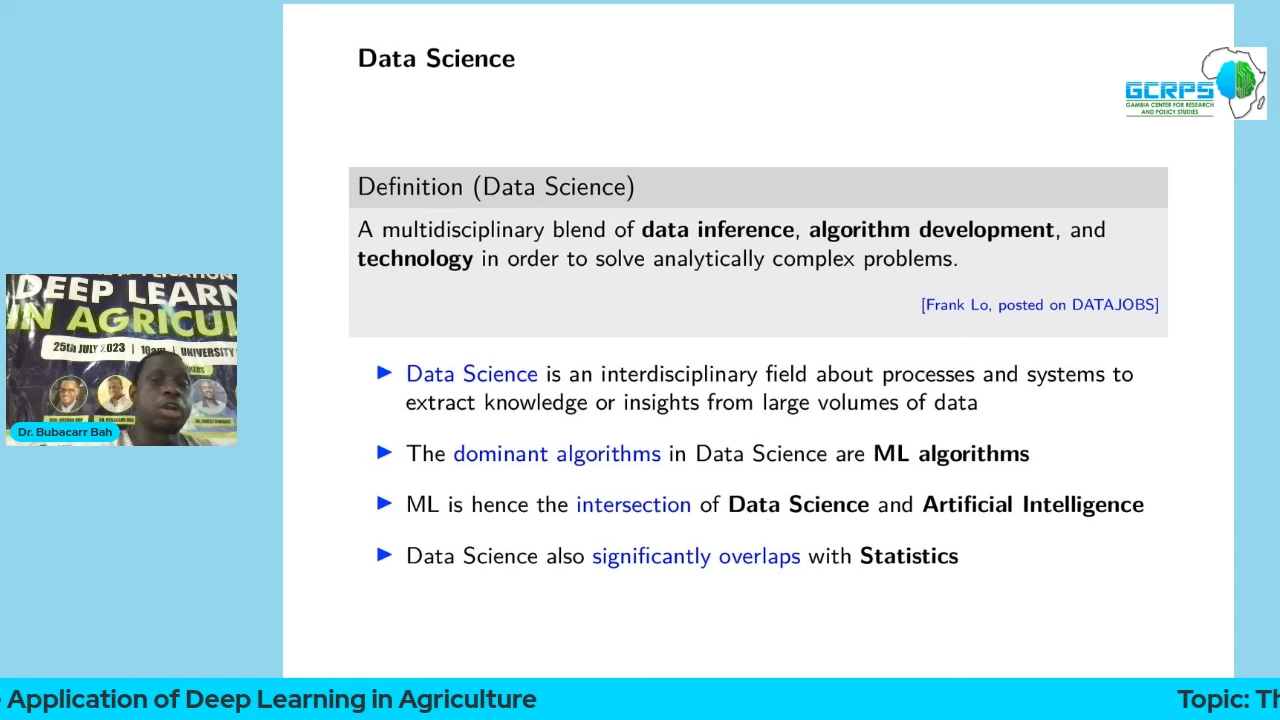 Data Science
GCRPS
GAMBIA CENTER FOR RESEARCH
AND POLICY STUDIES
Definition (Data Science)
A multidisciplinary blend of data inference, algorithm development, and
technology in order to solve analytically complex problems.
[Frank Lo, posted on DATAJOBS]
▶ Data Science is an interdisciplinary field about processes and systems to
extract knowledge or insights from large volumes of data
▶ The dominant algorithms in Data Science are ML algorithms
▶ ML is hence the intersection of Data Science and Artificial Intelligence
▶ Data Science also significantly overlaps with Statistics
DEEP LEARN
IN AGRICUL
25th JULY 2023 | 10am | UNIVERSITY
Dr. Bubacarr Bah
Application of Deep Learning in Agriculture
Topic: Th